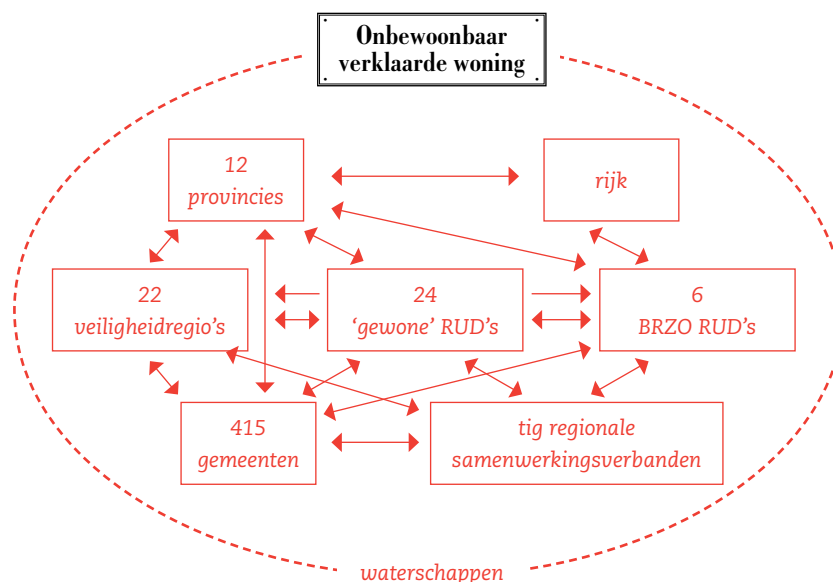 Onbewoonbaar
verklaarde woning
12
provincies
rijk
22
veiligheidregio's
24
'gewone' RUD's
6
BRZO RUD's
415
gemeenten
tig regionale
samenwerkingsverbanden
waterschappen